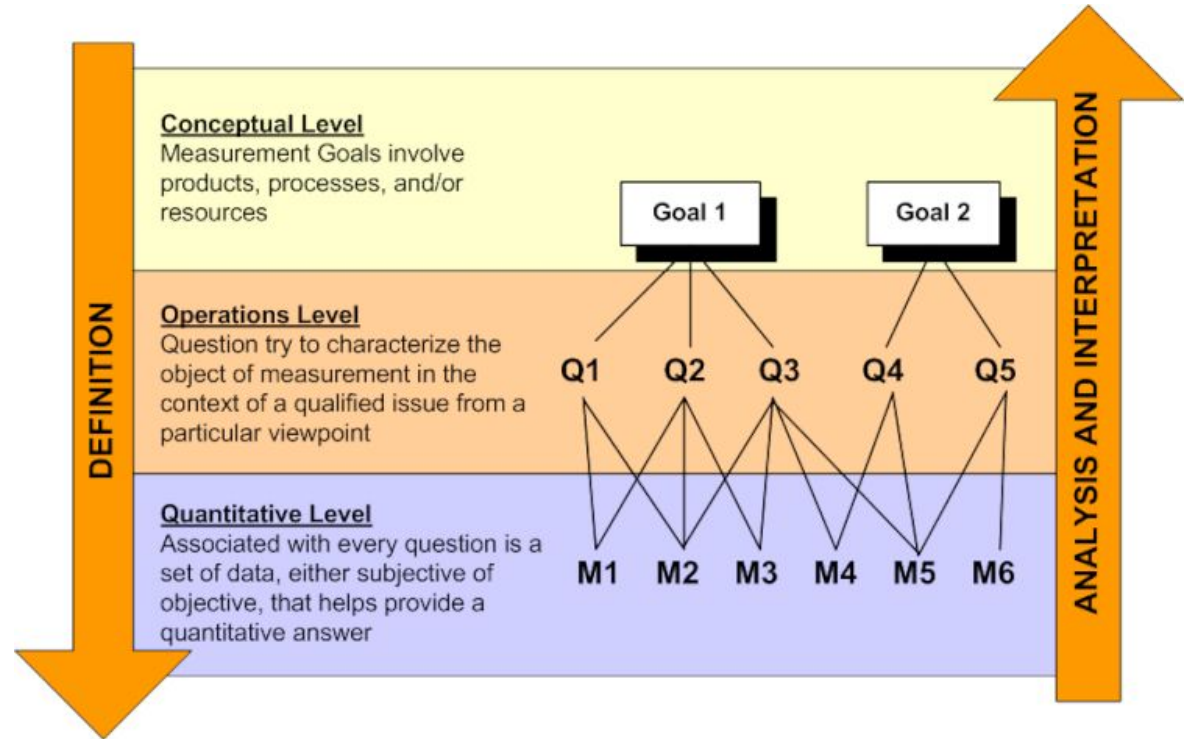 DEFINITION
Conceptual Level
Measurement Goals involve
products, processes, and/or
resources
Goal 1
Goal 2
Operations Level
Question try to characterize the
object of measurement in the
context of a qualified issue from a
particular viewpoint
Q1 Q2 Q3 Q4 Q5
Quantitative Level
Associated with every question is a
set of data, either subjective of
objective, that helps provide a
quantitative answer
M1 M2 M3 M4 M5 M6
ANALYSIS AND INTERPRETATION